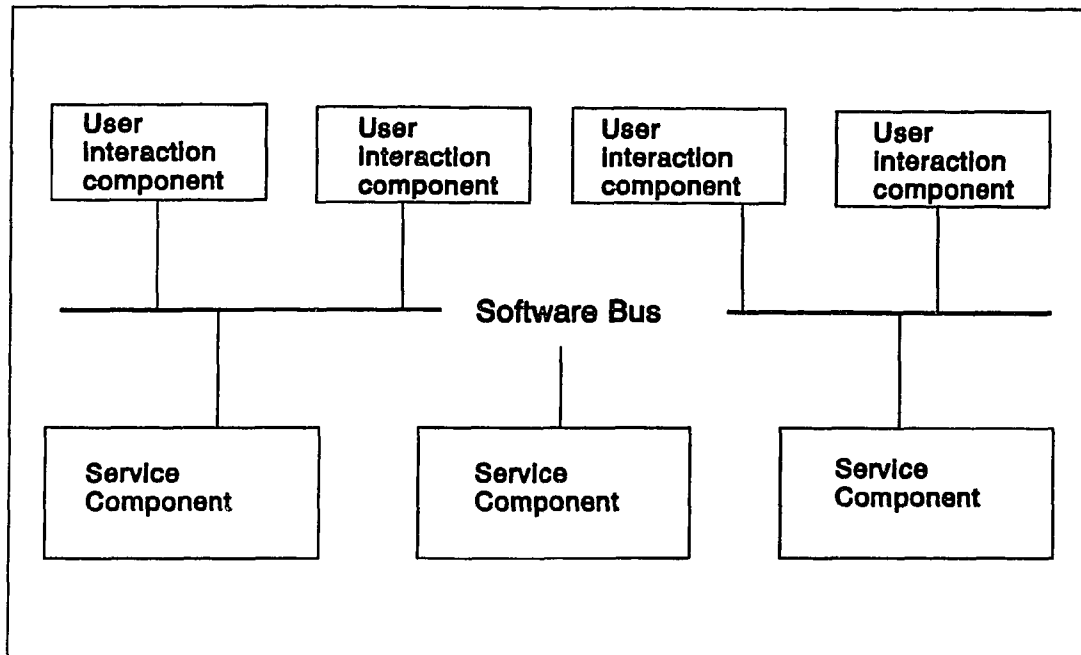 User
interaction
component
User
interaction
component
User
interaction
component
User
interaction
component
Software Bus
Service
Component
Service
Component
Service
Component